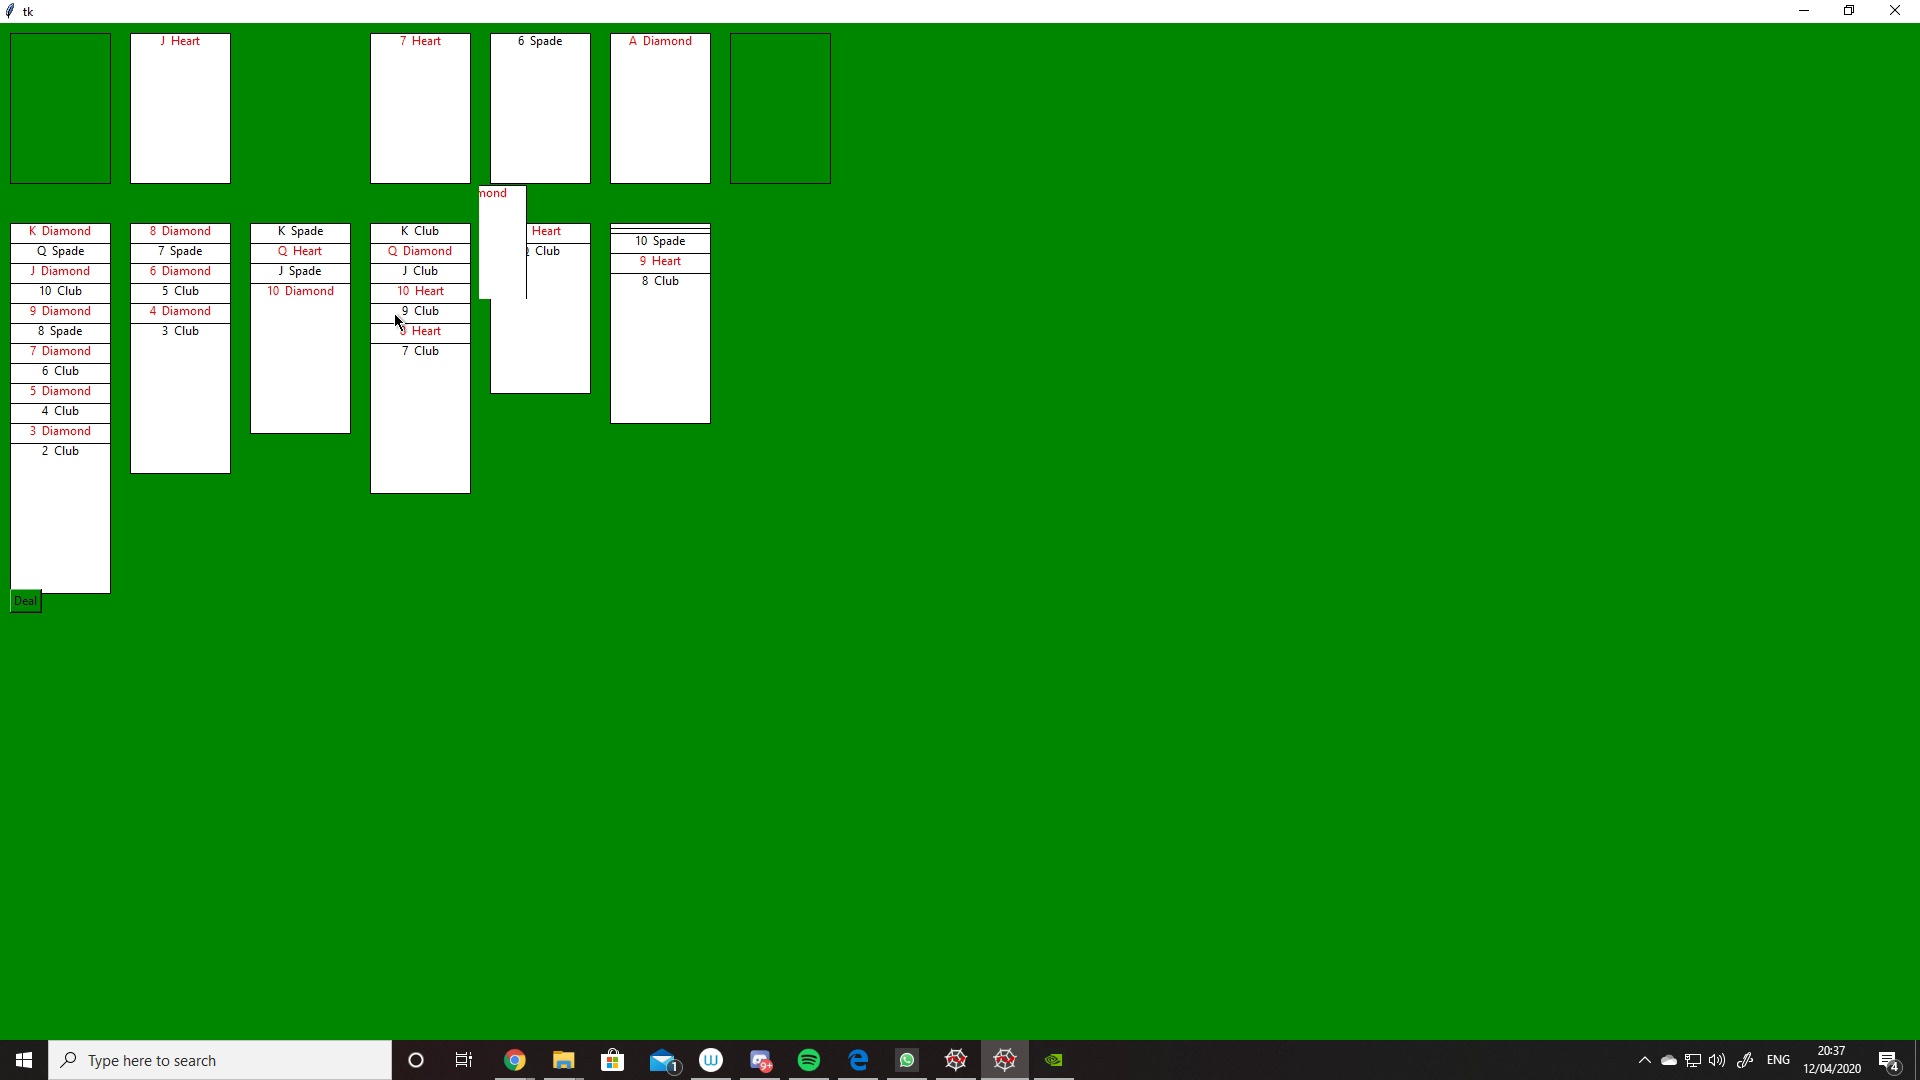 tk
J Heart
7 Heart
6 Spade
A Diamond
mond
K Diamond
Q Spade
J Diamond
10 Club
9 Diamond
8 Spade
7 Diamond
6 Club
5 Diamond
4 Club
3 Diamond
2 Club
8 Diamond
7 Spade
6 Diamond
5 Club
4 Diamond
3 Club
K Spade
Q Heart
J Spade
10 Diamond
K Club
Q Diamond
J Club
10 Heart
9 Club
Heart
7 Club
Heart
Club
10 Spade
9 Heart
8 Club
Deal
Type here to search
1
W
9+
ENG
20:37
12/04/2020
4